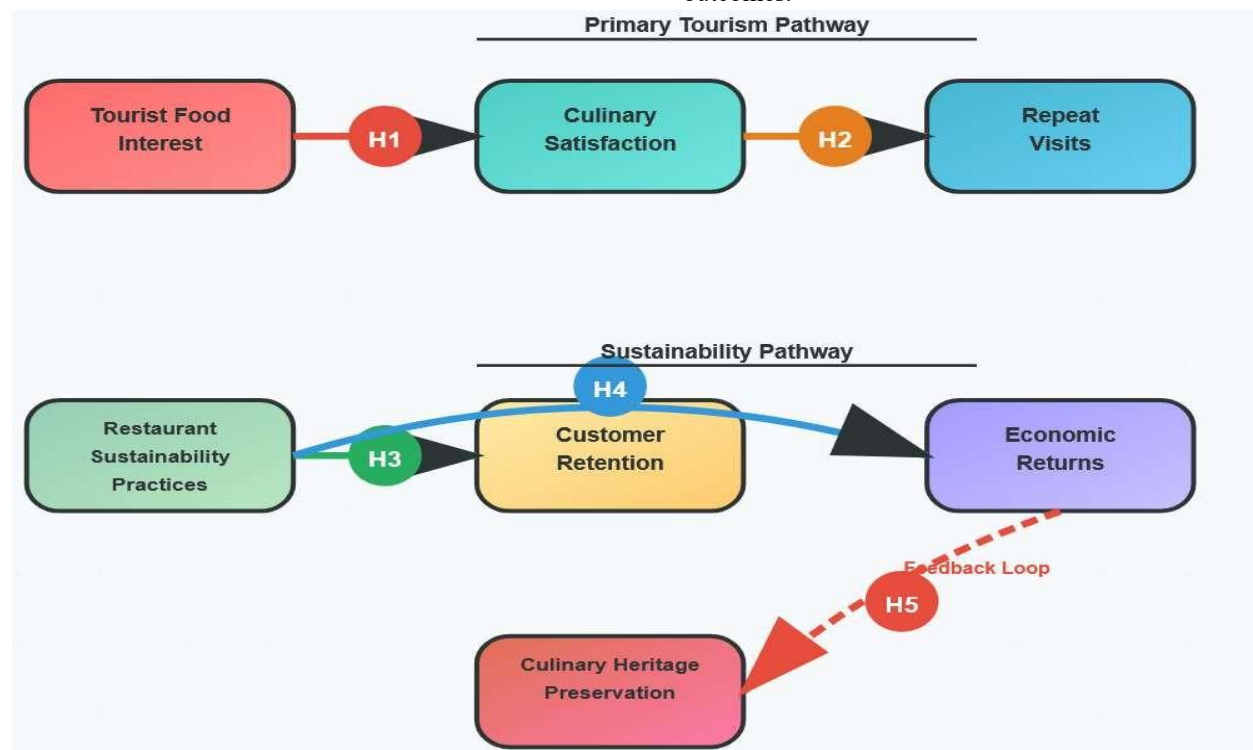 Primary Tourism Pathway
Tourist Food
Interest
H1
Culinary
Satisfaction
H2
Repeat
Visits
Sustainability Pathway
H4
Restaurant
Sustainability
Practices
H3
Customer
Retention
Economic
Returns
Feedback Loop
H5
Culinary Heritage
Preservation